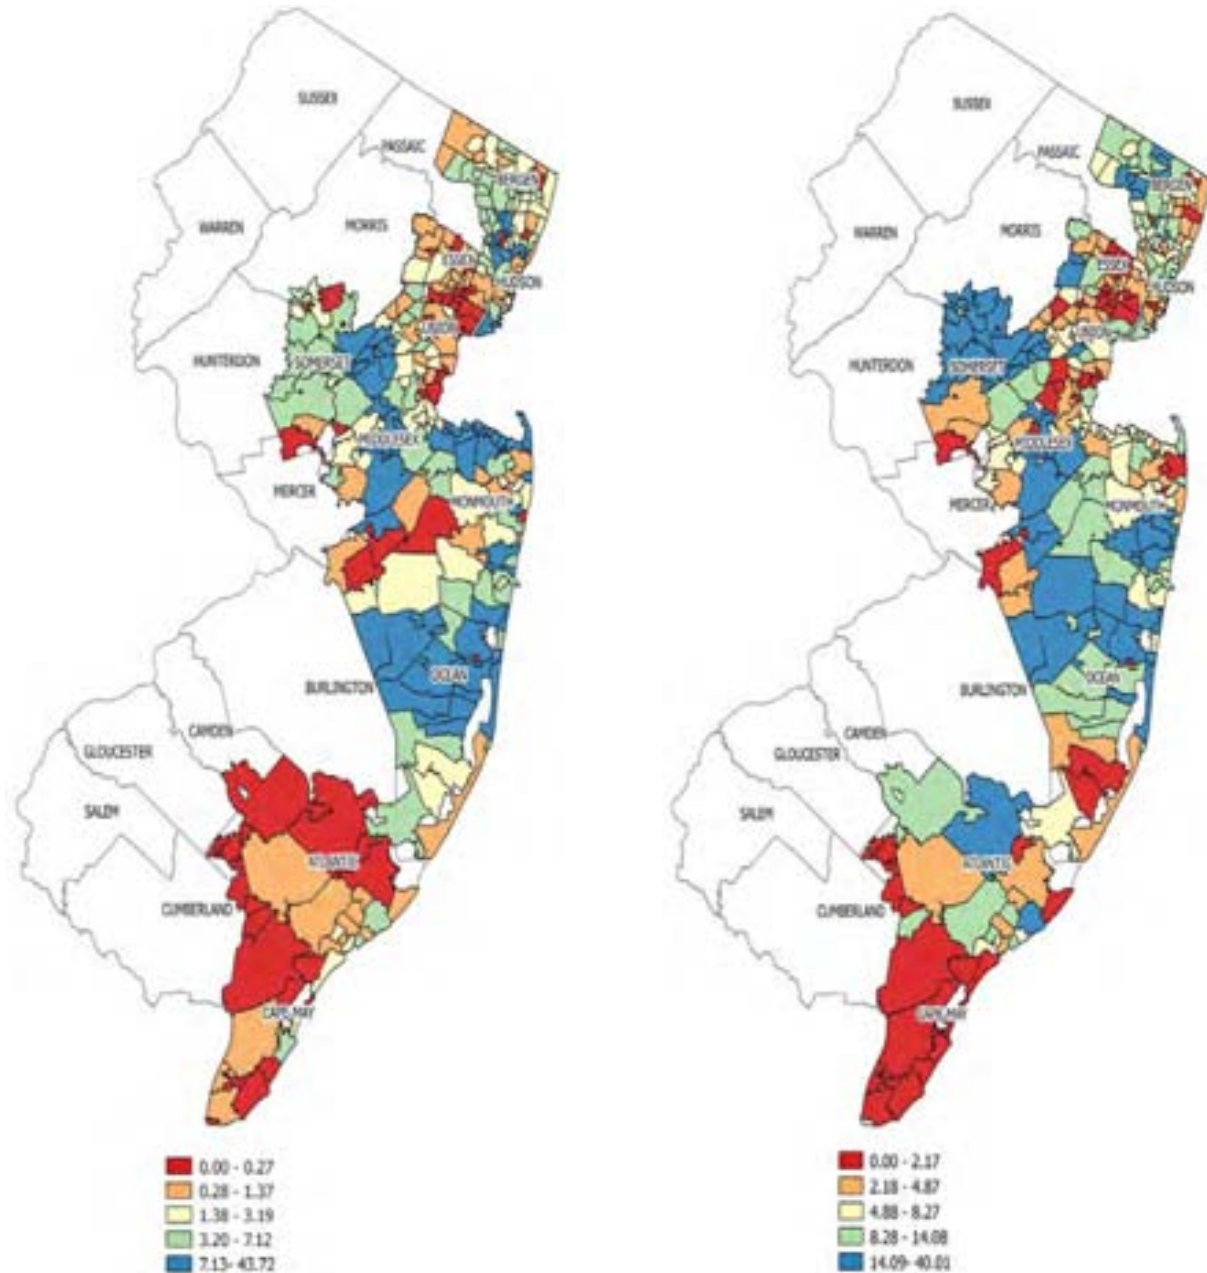 SUSSEX
PASSAIC
BERGEN
WARREN
MORRIS
ESSEX
HUDSON
UNION
HUNTERDON
SOMERSET
MIDDLESEX
MERCER
MONMOUTH
OCEAN
BURLINGTON
CAMDEN
GLOUCESTER
SALEM
ATLANTIC
CUMBERLAND
CAPE MAY
0.00 - 0.27
0.28 - 1.37
1.38 - 3.19
3.20 - 7.12
7.13- 43.72
SUSSEX
PASSAIC
BERGEN
WARREN
MORRIS
ESSEX
HUDSON
UNION
HUNTERDON
SOMERSET
MIDDLESEX
MERCER
MONMOUTH
OCEAN
BURLINGTON
CAMDEN
GLOUCESTER
SALEM
ATLANTIC
CUMBERLAND
CAPE MAY
0.00 - 2.17
2.18 - 4.87
4.88 - 8.27
8.28 - 14.08
14.09- 40.01